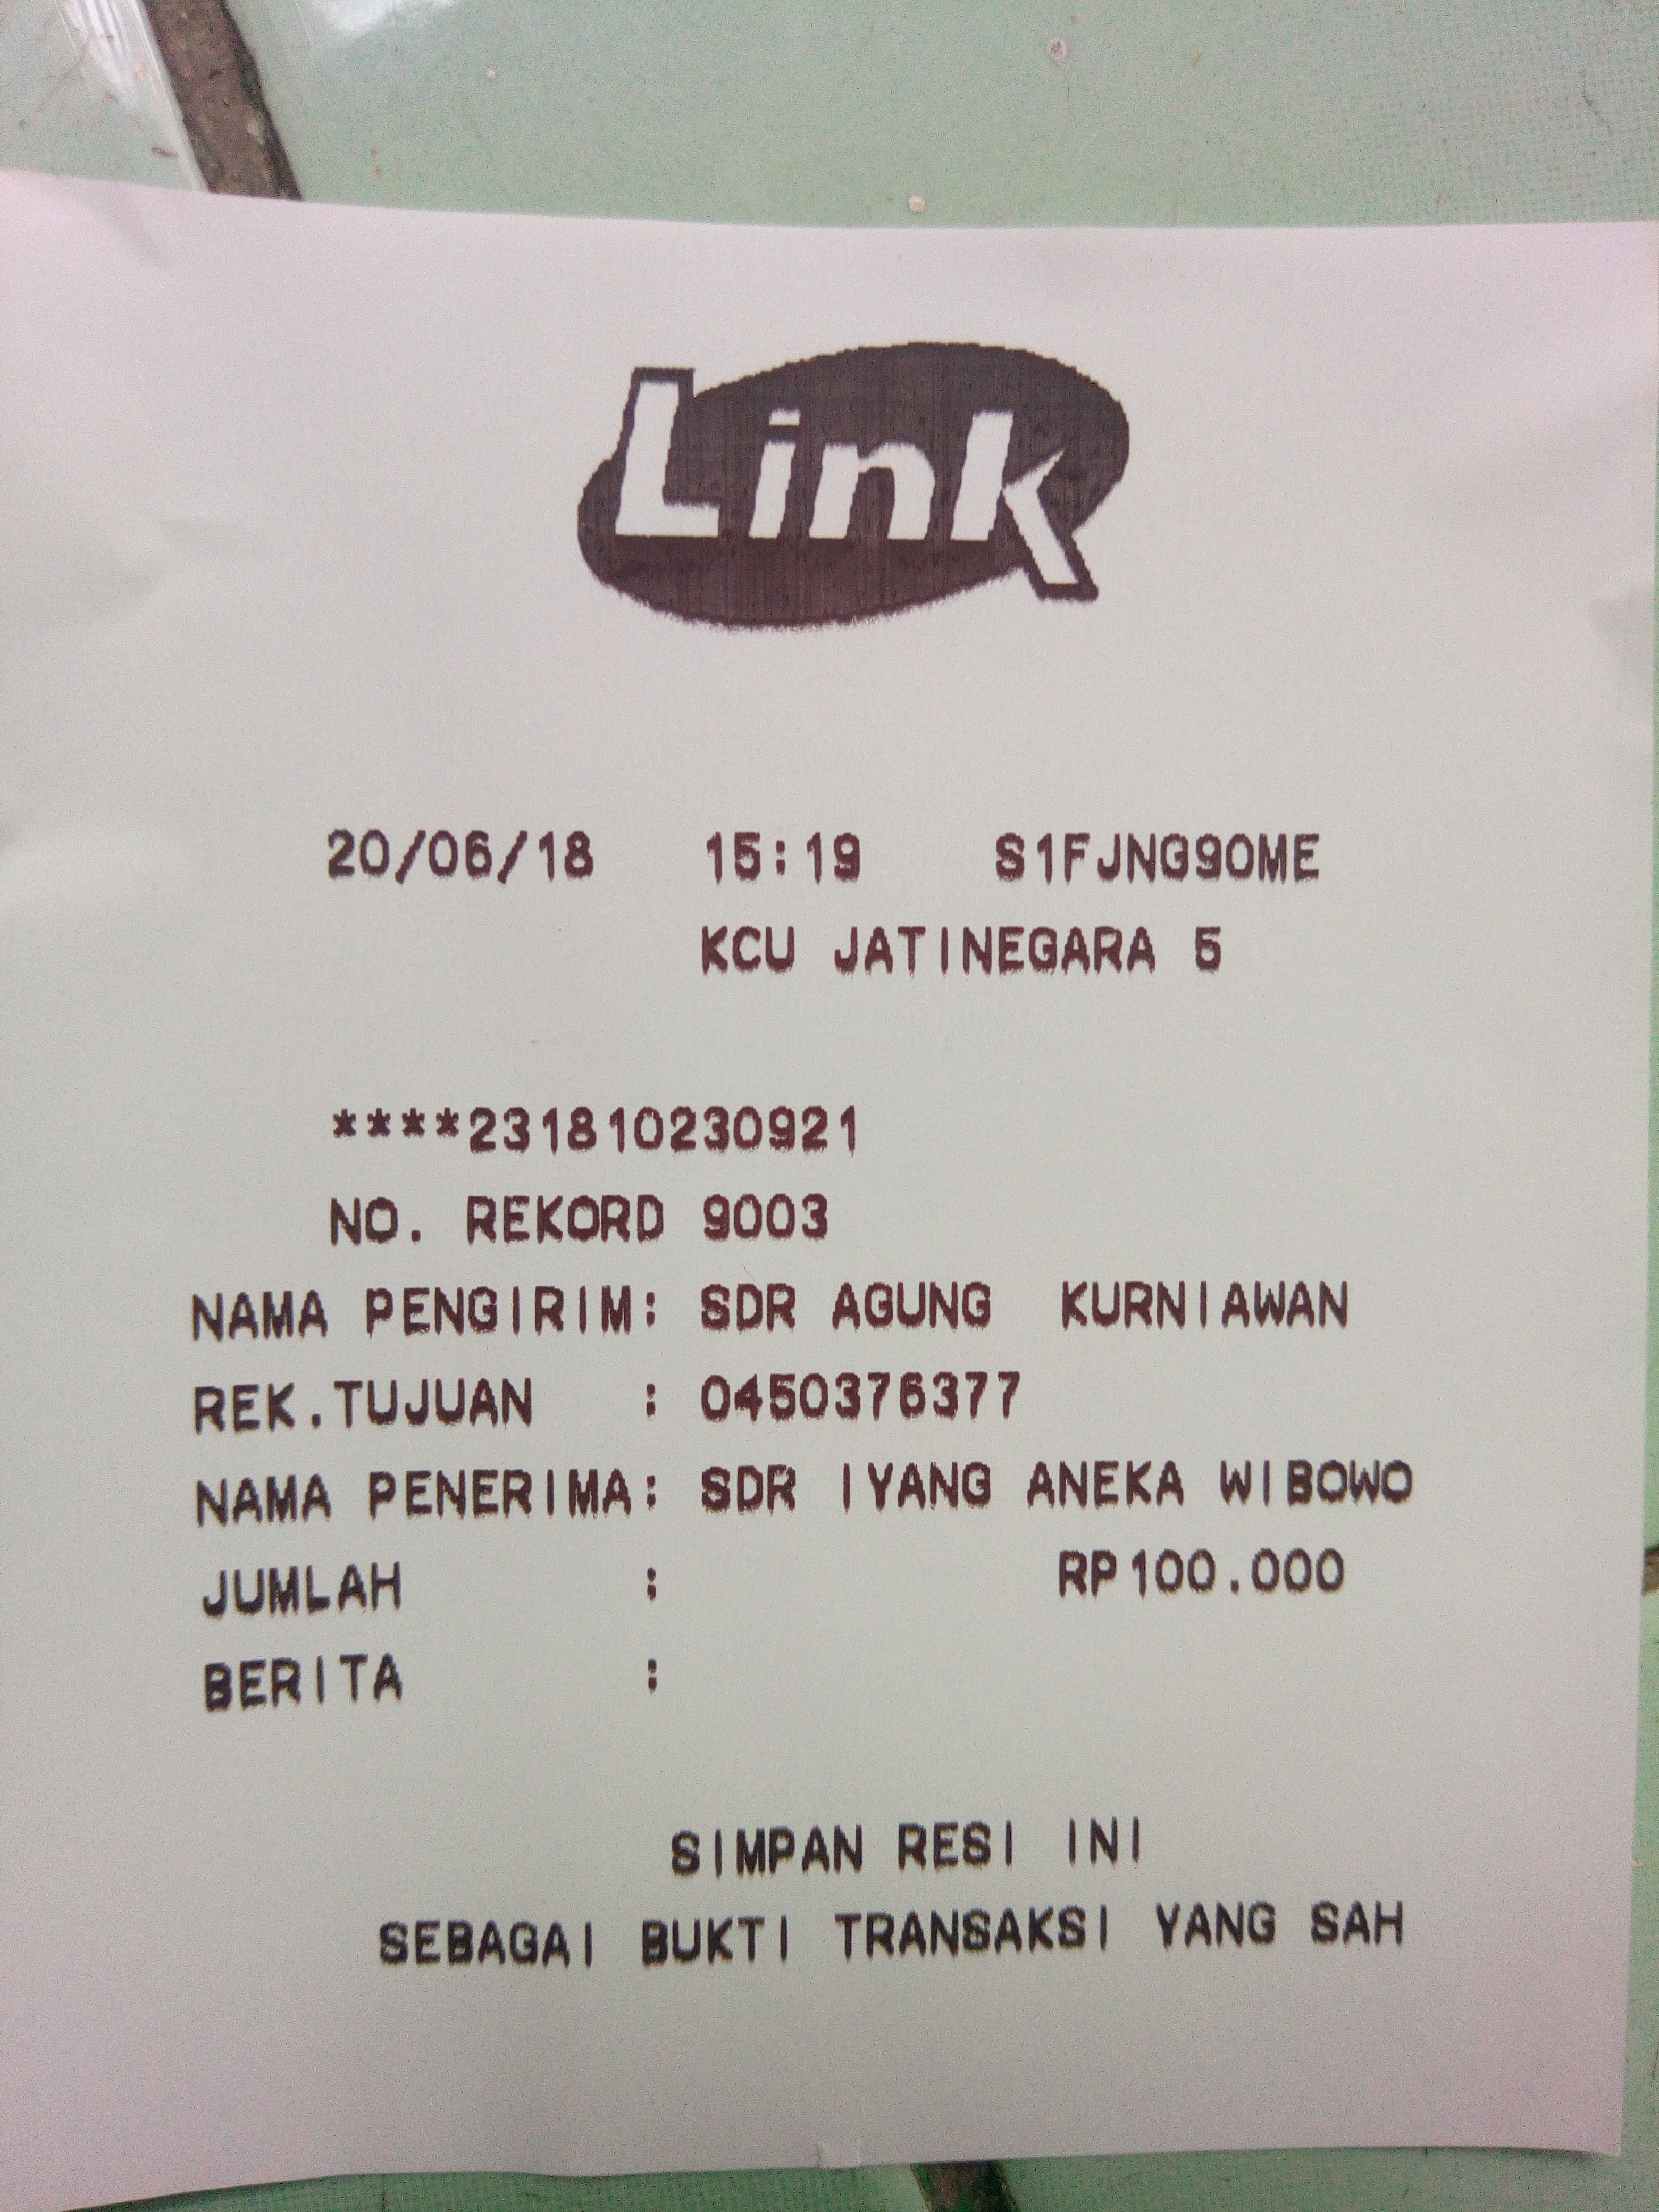 Link
20/06/18 15:19 S1FJNG90ME
KCU JATINEGARA 5
****231810230921
NO. REKORD 9003
NAMA PENGIRIM: SDR AGUNG KURNIAWAN
REK.TUJUAN : 0450376377
NAMA PENERIMA: SDR IYANG ANEKA WIBOWO
JUMLAH : RP100.000
BERITA :
SIMPAN RESI INI
SEBAGAI BUKTI TRANSAKSI YANG SAH